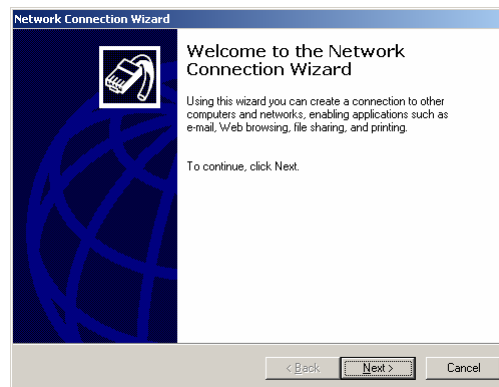 Network Connection Wizard
Welcome to the Network
Connection Wizard
Using this wizard you can create a connection to other
computers and networks, enabling applications such as
e-mail, Web browsing, file sharing, and printing.
To continue, click Next.
< Back
Next >
Cancel